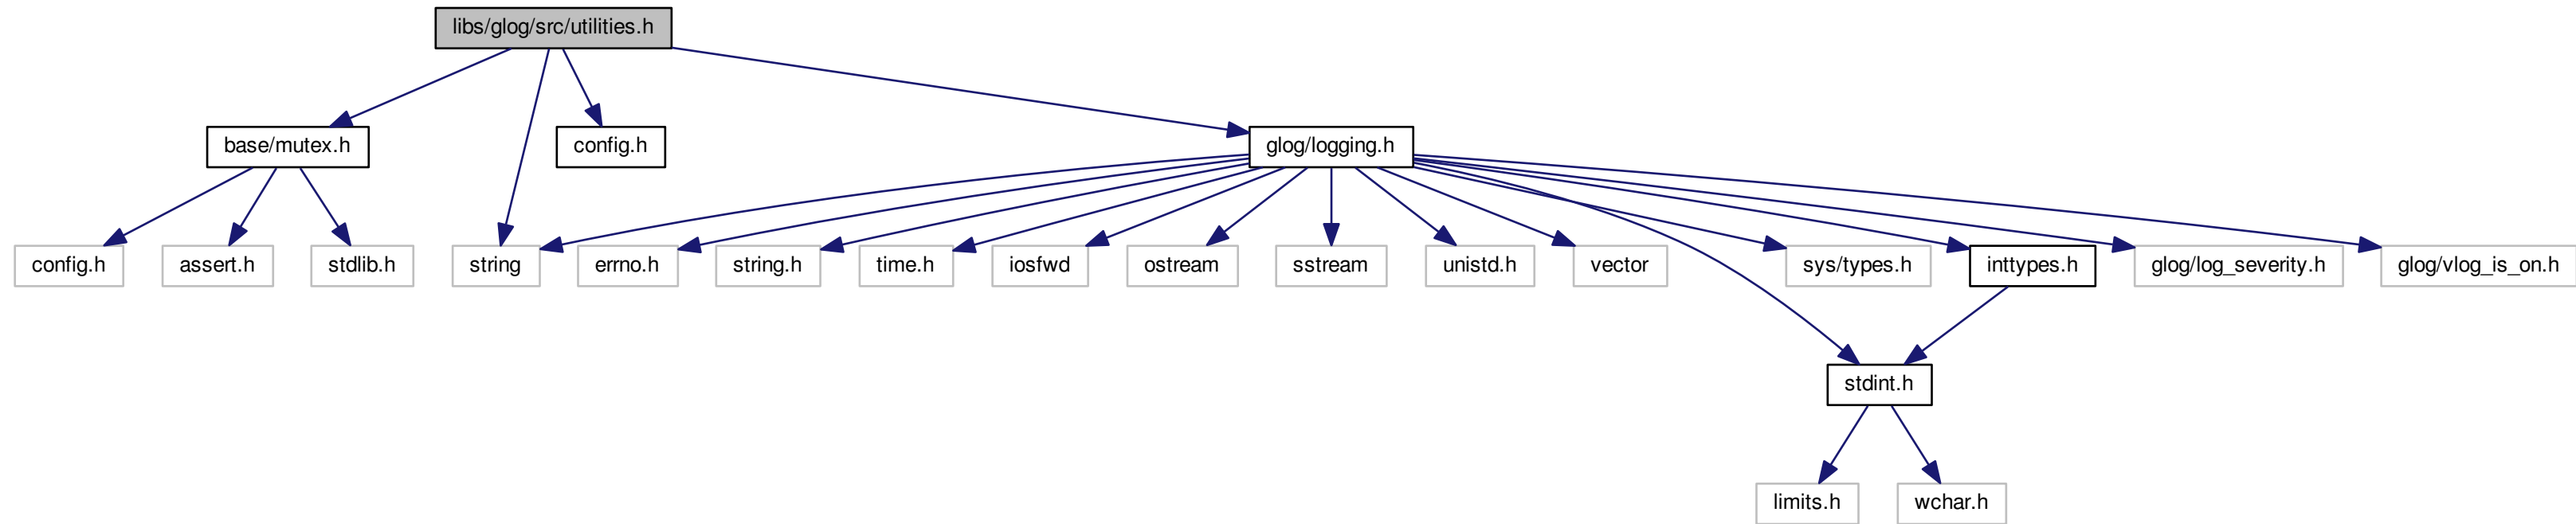 libs/glog/src/utilities.h
base/mutex.h
config.h
glog/logging.h
config.h
assert.h
stdlib.h
string
errno.h
string.h
time.h
iosfwd
ostream
sstream
unistd.h
vector
sys/types.h
inttypes.h
glog/log_severity.h
glog/vlog_is_on.h
stdint.h
limits.h
wchar.h